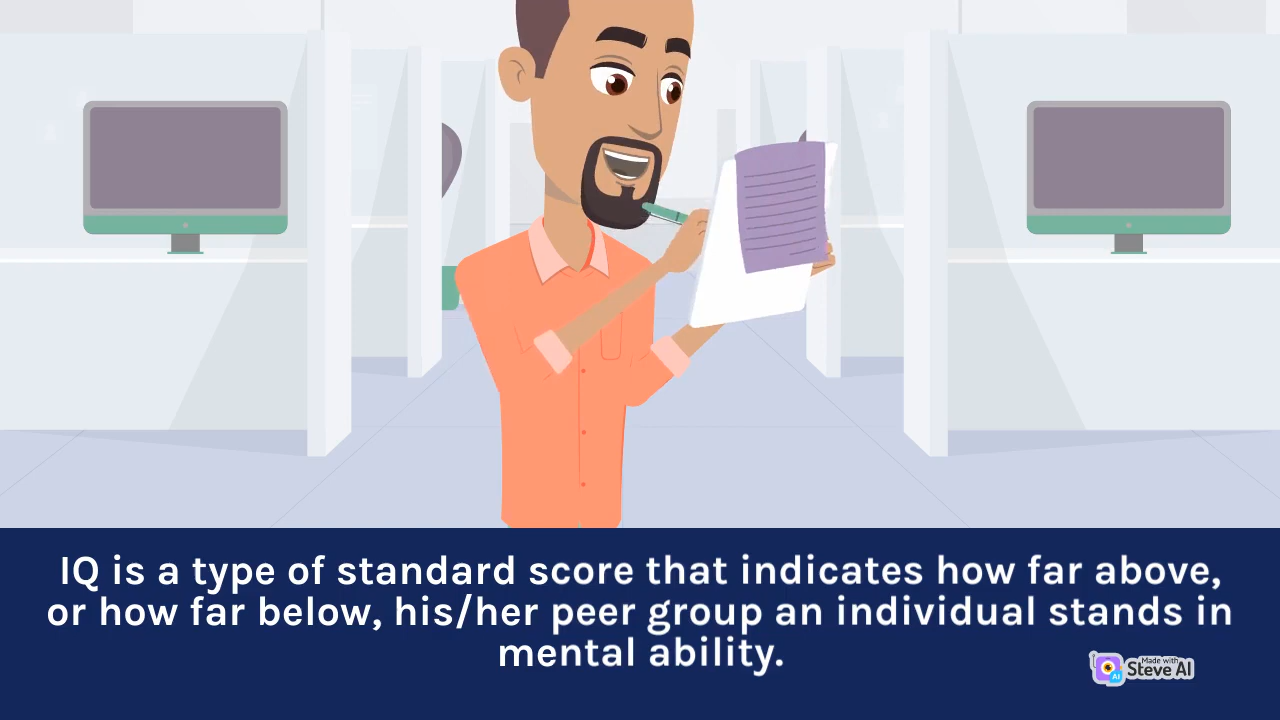 IQ is a type of standard score that indicates how far above,
or how far below, his/her peer group an individual stands in
mental ability.
Made with
Steve AI
AI